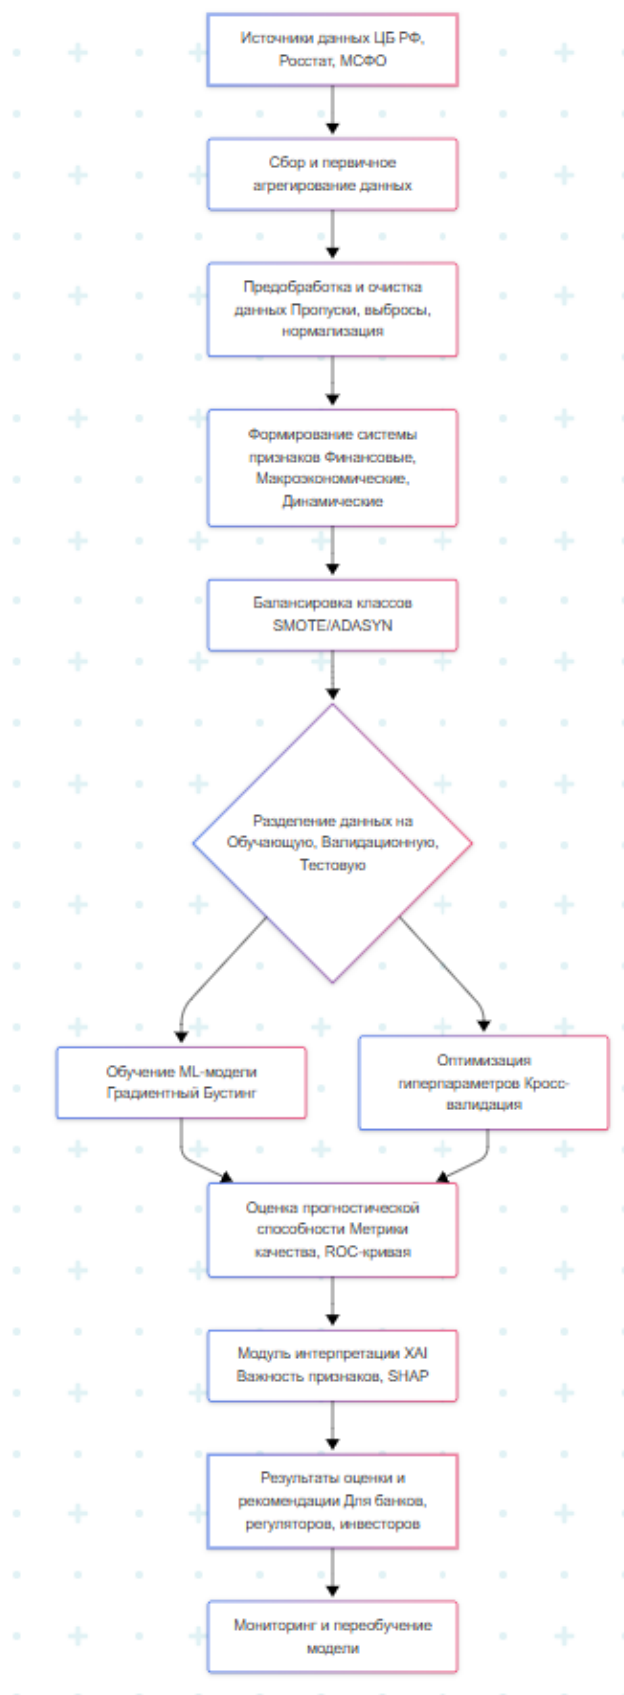 Источники данных ЦБ РФ,
Росстат, МСФО
Сбор и первичное
агрегирование данных
Предобработка и очистка
данных Пропуски, выбросы,
нормализация
Формирование системы
признаков Финансовые,
Макроэкономические,
Динамические
Балансировка классов
SMOTE/ADASYN
Разделение данных на
Обучающую, Валидационную,
Тестовую
Обучение ML-модели
Градиентный Бустинг
Оптимизация
гиперпараметров Кросс-
валидация
Оценка прогностической
способности Метрики
качества, ROC-кривая
Модуль интерпретации XAI
Важность признаков, SHAP
Результаты оценки и
рекомендации Для банков,
регуляторов, инвесторов
Мониторинг и переобучение
модели